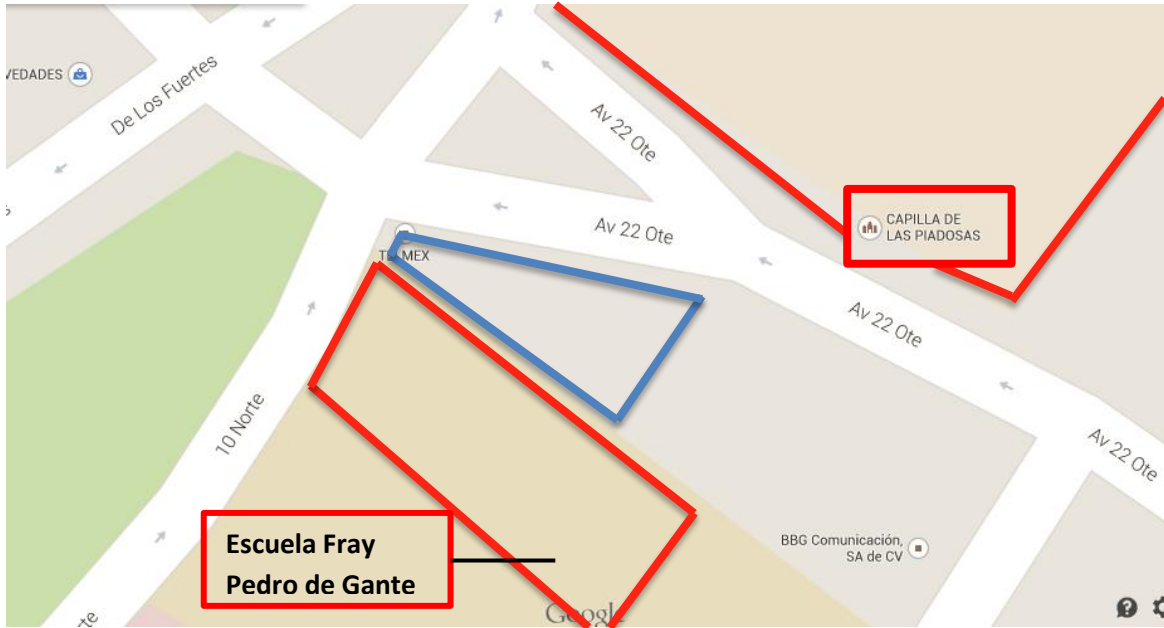 VEDADES
De Los Fuertes
Av 22 Ote
Av 22 Ote
CAPILLA DE
LAS PIADOSAS
MEX
Av 22 Ote
10 Norte
Av 22 Ote
Escuela Fray
Pedro de Gante
BBG Comunicación,
SA de CV
Google